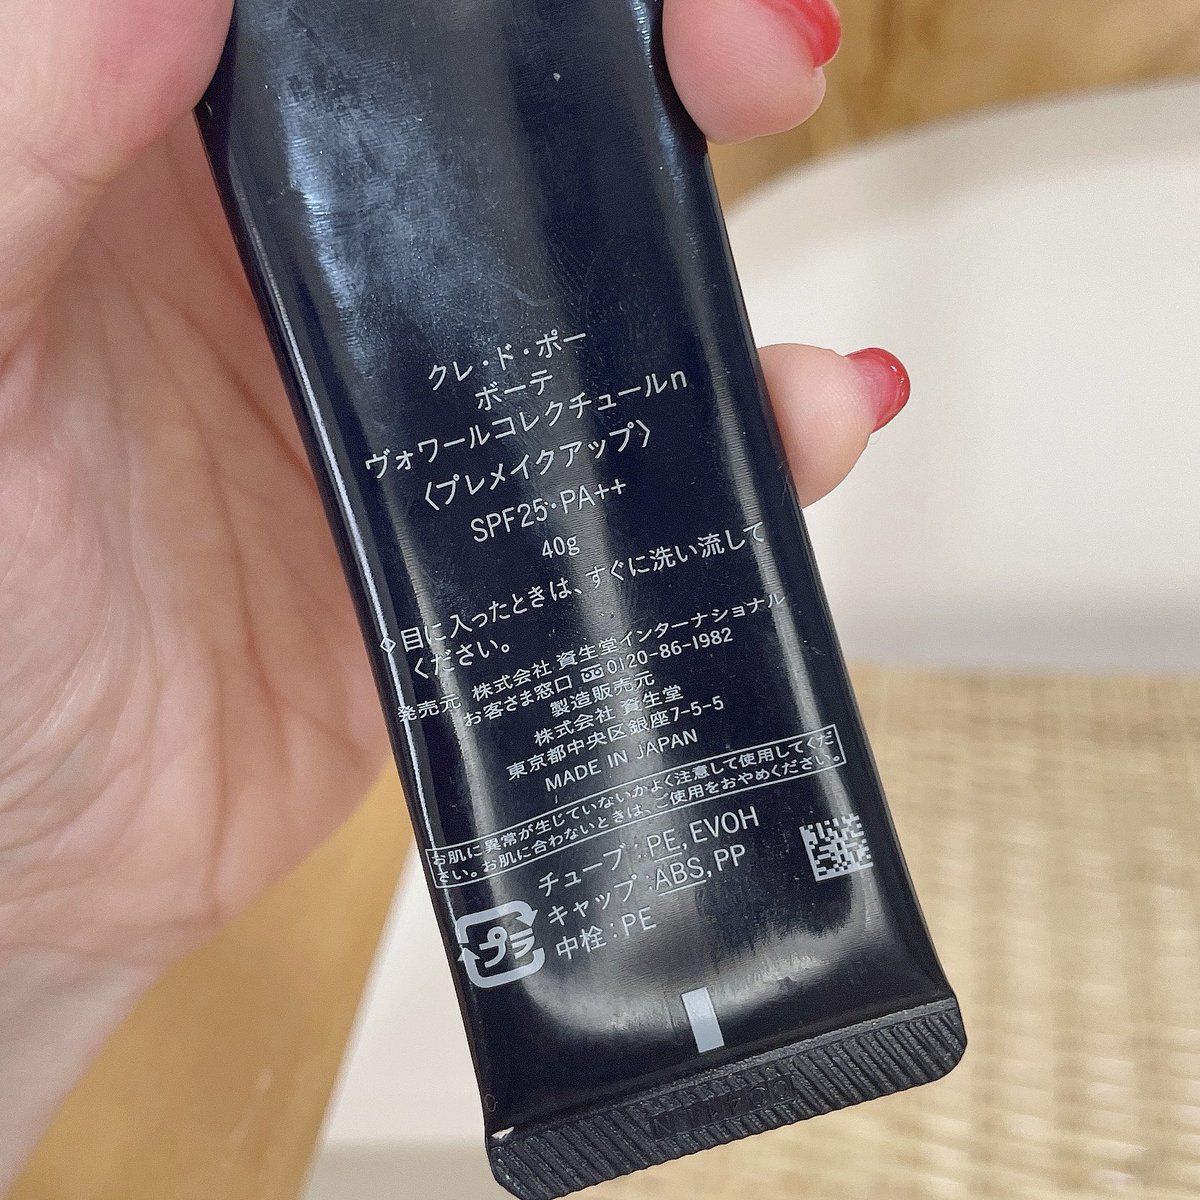 クレ・ド・ポー
ボーテ
ヴォワールコレクチュールn
〈プレメイクアップ〉
SPF25・PA++
40g
◇目に入ったときは、すぐに洗い流して
ください。
発売元 株式会社 資生堂インターナショナル
お客さま窓口 0120-86-1982
製造販売元
株式会社 資生堂
東京都中央区銀座7-5-5
MADE IN JAPAN
お肌に異常が生じていないかよく注意して使用してくだ
さい。お肌に合わないときは、ご使用をおやめください。
チューブ:PE, EVOH
キャップ:ABS, PP
中栓:PE
プラ